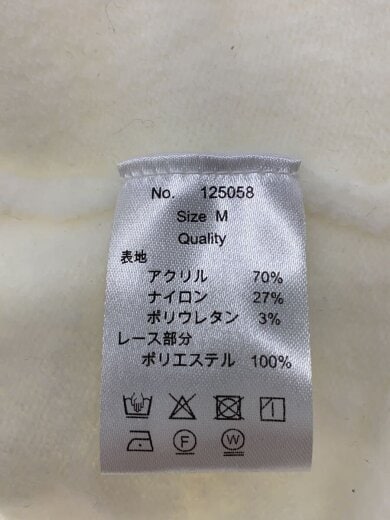 No. 125058
Size M
Quality
表地
アクリル 70%
ナイロン 27%
ポリウレタン 3%
レース部分
ポリエステル 100%
F W